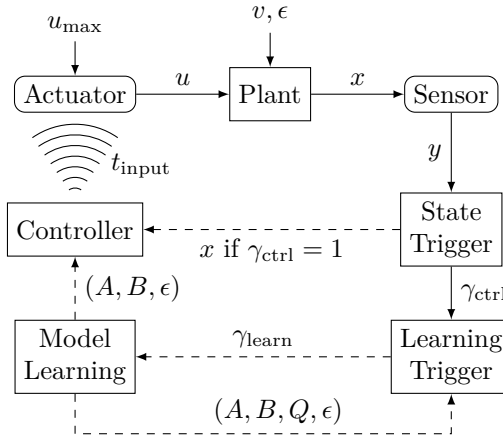 u_max
v, ϵ
Actuator
u
Plant
x
Sensor
t_input
y
Controller
x if γ_ctrl = 1
State
Trigger
(A, B, ϵ)
γ_ctrl
Model
Learning
γ_learn
Learning
Trigger
(A, B, Q, ϵ)